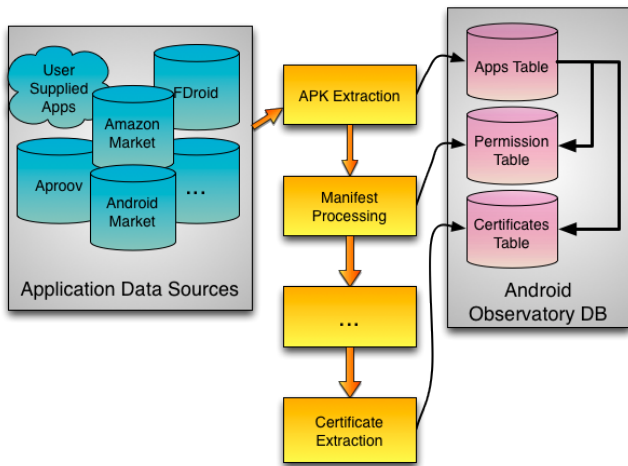 User
Supplied
Apps
FDroid
Amazon
Market
Aproov
Android
Market
...
Application Data Sources
APK Extraction
Manifest
Processing
...
Certificate
Extraction
Apps Table
Permission
Table
Certificates
Table
Android
Observatory DB